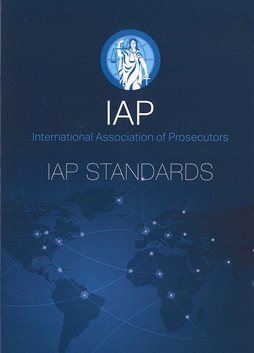 IAP
International Association of Prosecutors
IAP STANDARDS